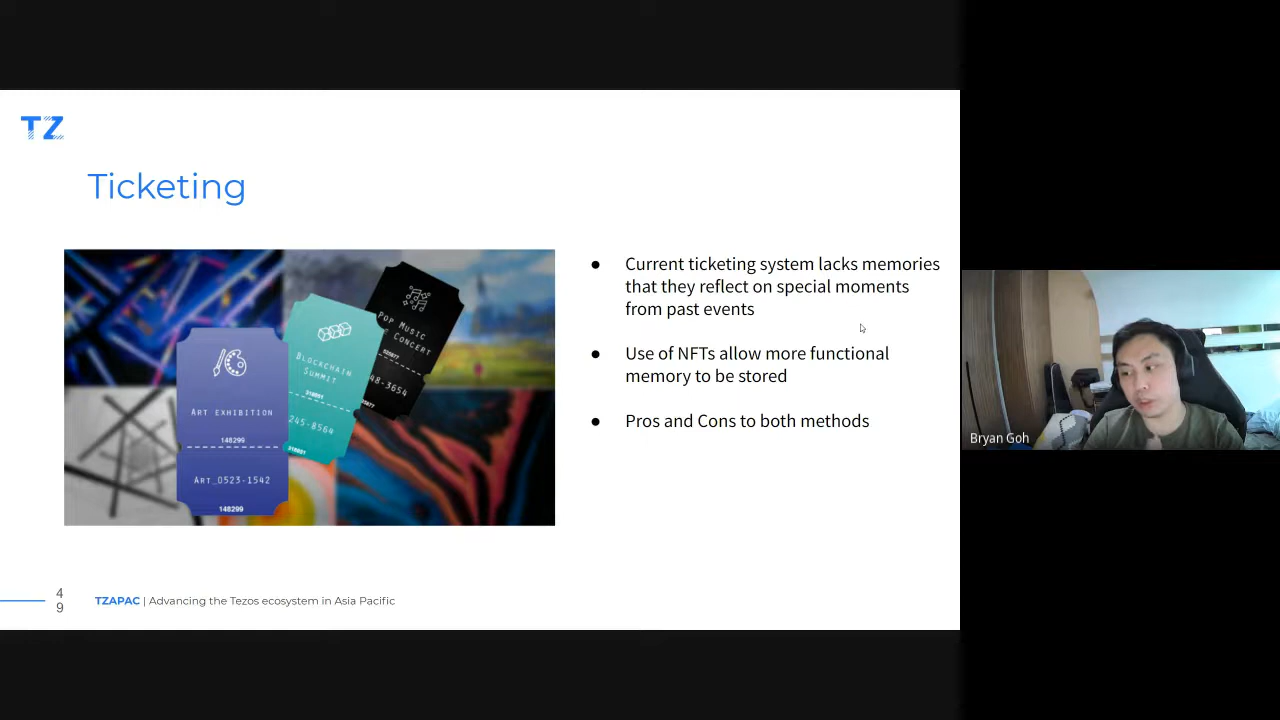 TZ
Ticketing
Current ticketing system lacks memories
that they reflect on special moments
from past events
Use of NFTs allow more functional
memory to be stored
Pros and Cons to both methods
ART EXHIBITION
148299
ART_0523-1542
148299
BLOCKCHAIN
SUMMIT
318651
245-8564
POP MUSIC
CONCERT
48-3654
Bryan Goh
4
9
TZAPAC | Advancing the Tezos ecosystem in Asia Pacific